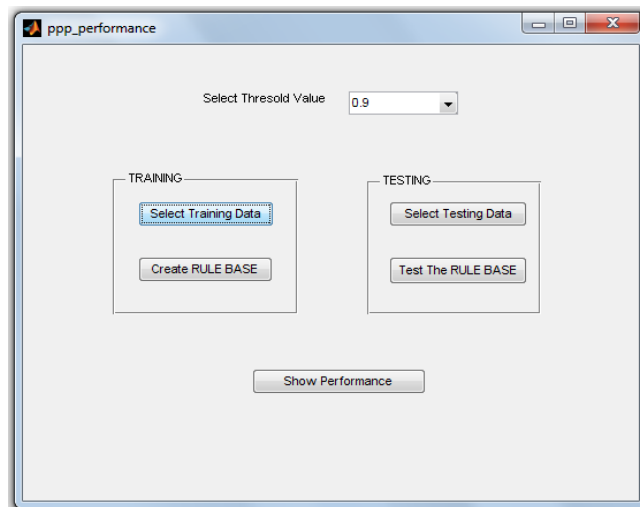 ppp_performance
Select Thresold Value
0.9
TRAINING
Select Training Data
Create RULE BASE
TESTING
Select Testing Data
Test The RULE BASE
Show Performance